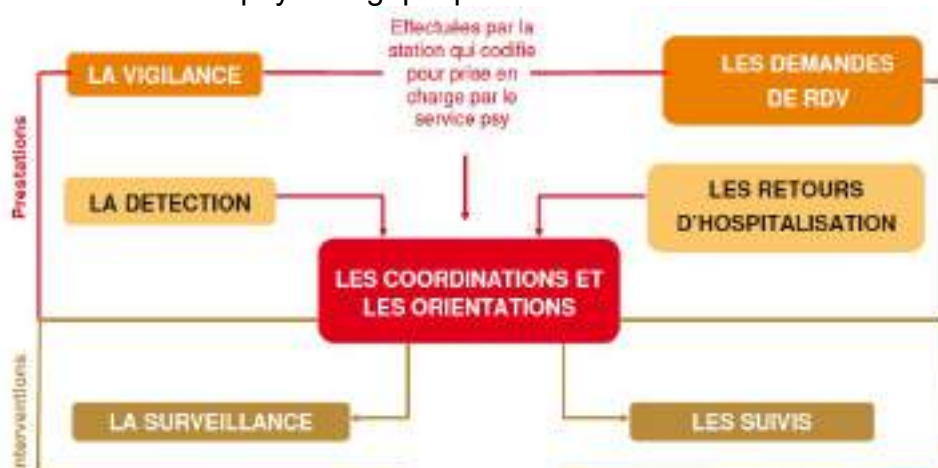 Effectuées par la
station qui codifie
pour prise en
charge par le
service psy
LA VIGILANCE
LES DEMANDES
DE RDV
Prestations
LA DETECTION
LES RETOURS
D'HOSPITALISATION
LES COORDINATIONS ET
LES ORIENTATIONS
LA SURVEILLANCE
LES SUIVIS